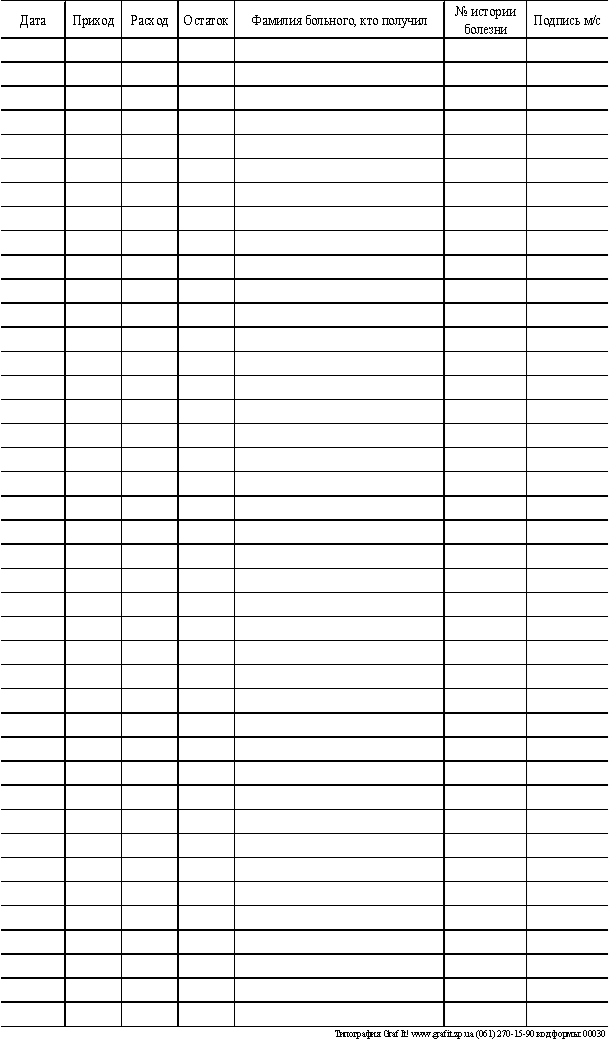 Дата Приход Расход Остаток Фамилия больного, кто получил № истории болезни Подпись м/с
Типография Graf It! www.grafit.zp.ua (061) 270-15-90 код формы: 00030